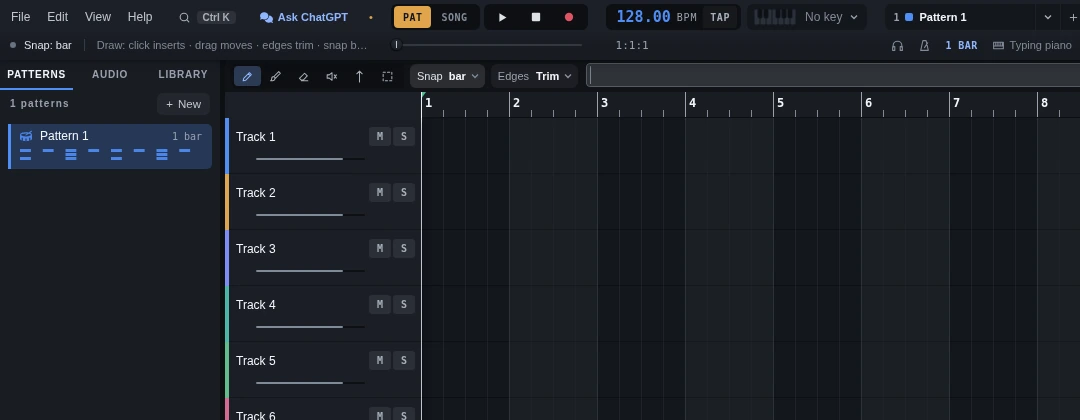 File Edit View Help Ctrl K Ask ChatGPT PAT SONG 128.00 BPM TAP No key 1 Pattern 1
Snap: bar Draw: click inserts · drag moves · edges trim · snap b… 1:1:1 1 BAR Typing piano
PATTERNS AUDIO LIBRARY Snap bar Edges Trim
1 patterns + New 1 2 3 4 5 6 7 8
Pattern 1 1 bar
Track 1 M S
Track 2 M S
Track 3 M S
Track 4 M S
Track 5 M S
Track 6 M S